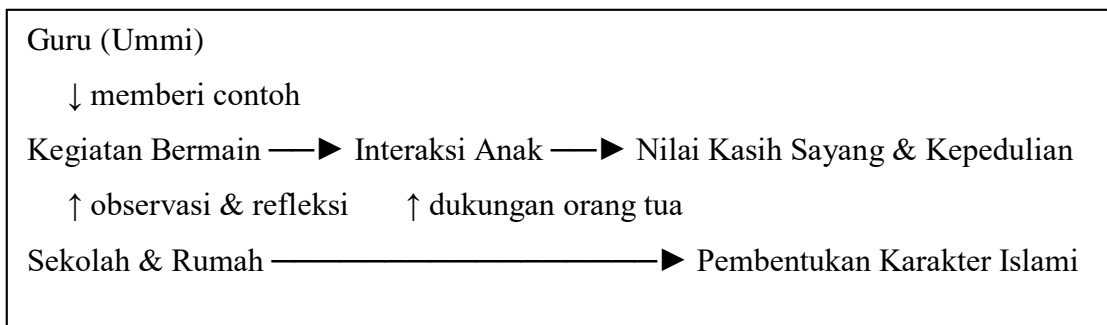 Guru (Ummi)
↓ memberi contoh
Kegiatan Bermain ──► Interaksi Anak ──► Nilai Kasih Sayang & Kepedulian
↑ observasi & refleksi ↑ dukungan orang tua
Sekolah & Rumah ─────────────────► Pembentukan Karakter Islami